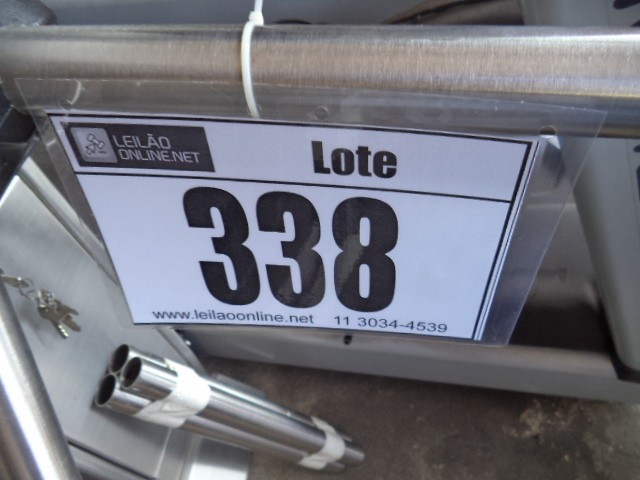 LEILÃO
ONLINE.NET
Lote
338
www.leilaoonline.net 11 3034-4539